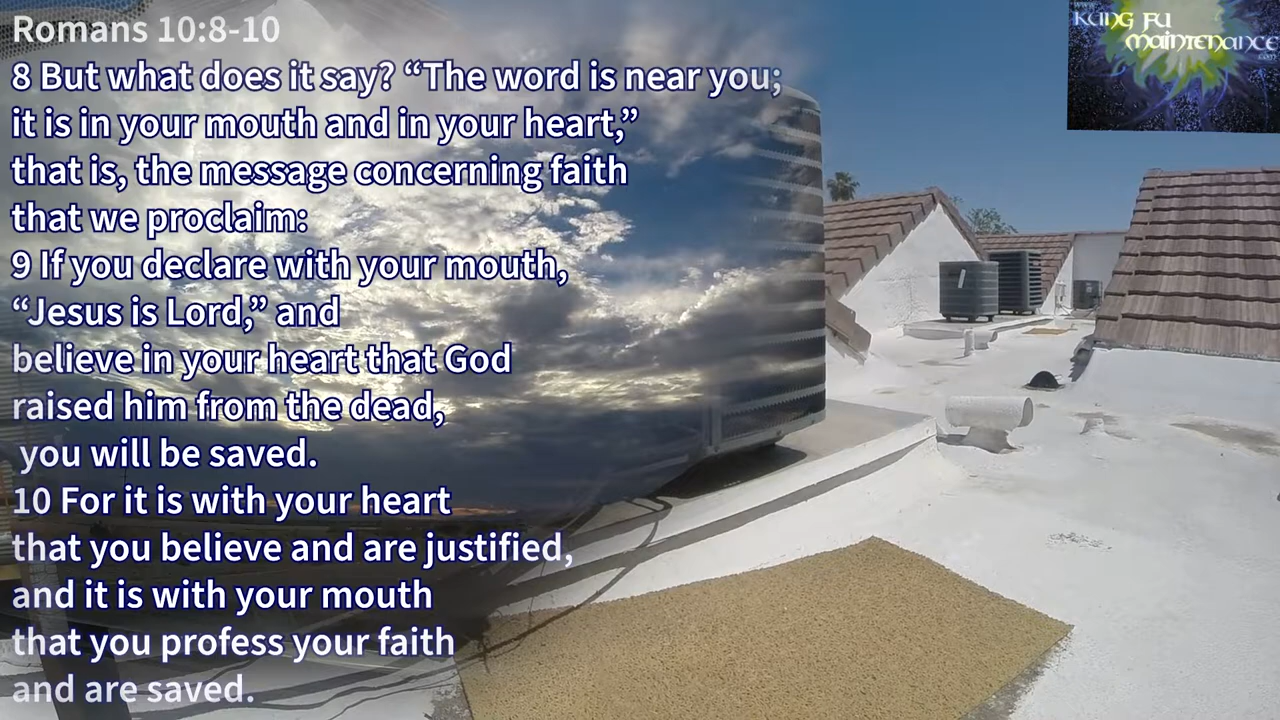 Romans 10:8-10
8 But what does it say? “The word is near you;
it is in your mouth and in your heart,”
that is, the message concerning faith
that we proclaim:
9 If you declare with your mouth,
“Jesus is Lord,” and
believe in your heart that God
raised him from the dead,
you will be saved.
10 For it is with your heart
that you believe and are justified,
and it is with your mouth
that you profess your faith
and are saved.
www.
KUNG FU
MAINTENANCE
.com